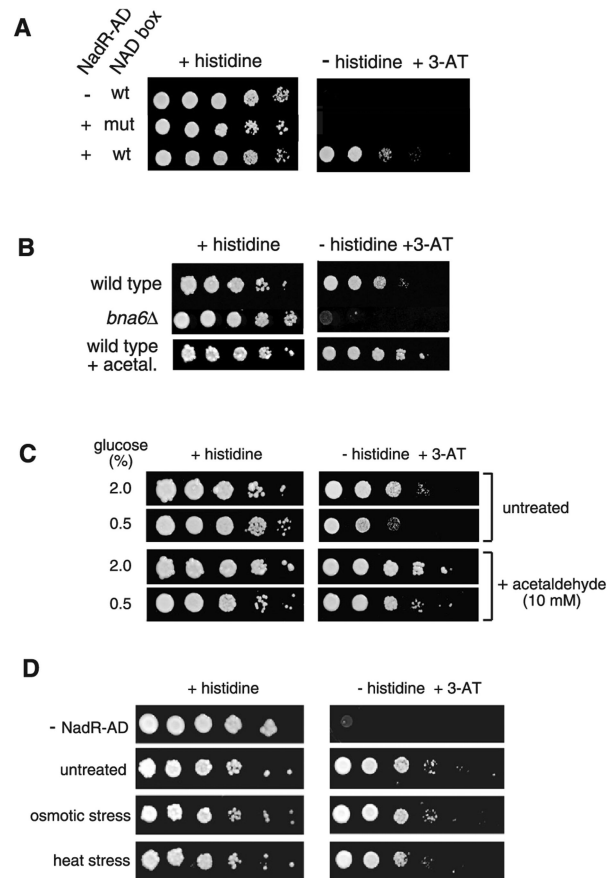 A
NadR-AD
NAD box
+ histidine
- histidine + 3-AT
- wt
+ mut
+ wt
B
+ histidine
- histidine +3-AT
wild type
bna6Δ
wild type
+ acetal.
C
glucose
(%)
+ histidine
- histidine + 3-AT
2.0
0.5
untreated
2.0
0.5
+ acetaldehyde
(10 mM)
D
+ histidine
- histidine + 3-AT
- NadR-AD
untreated
osmotic stress
heat stress